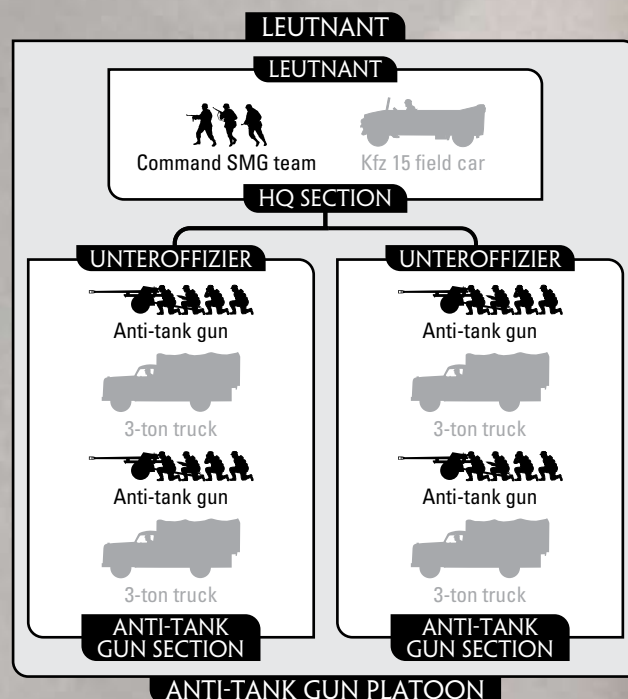 LEUTNANT
LEUTNANT
Command SMG team
Kfz 15 field car
HQ SECTION
UNTEROFFIZIER
Anti-tank gun
3-ton truck
Anti-tank gun
3-ton truck
ANTI-TANK
GUN SECTION
UNTEROFFIZIER
Anti-tank gun
3-ton truck
Anti-tank gun
3-ton truck
ANTI-TANK
GUN SECTION
ANTI-TANK GUN PLATOON